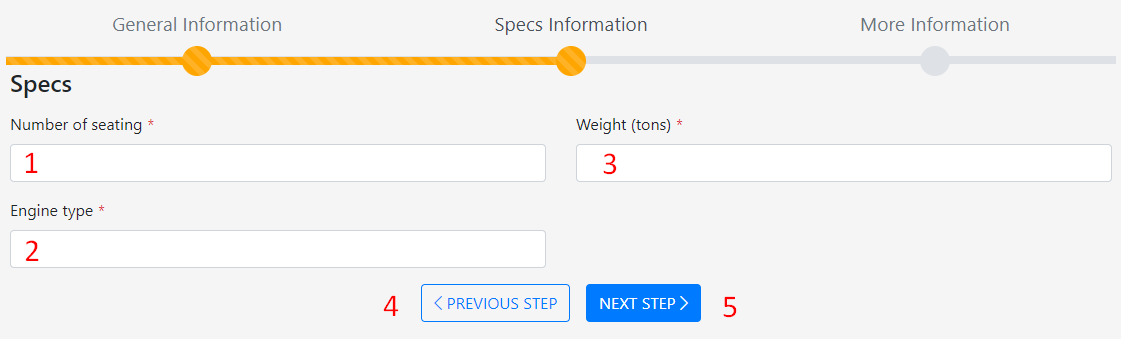 General Information
Specs Information
More Information
Specs
Number of seating *
Weight (tons) *
1
3
Engine type *
2
4
< PREVIOUS STEP
NEXT STEP >
5